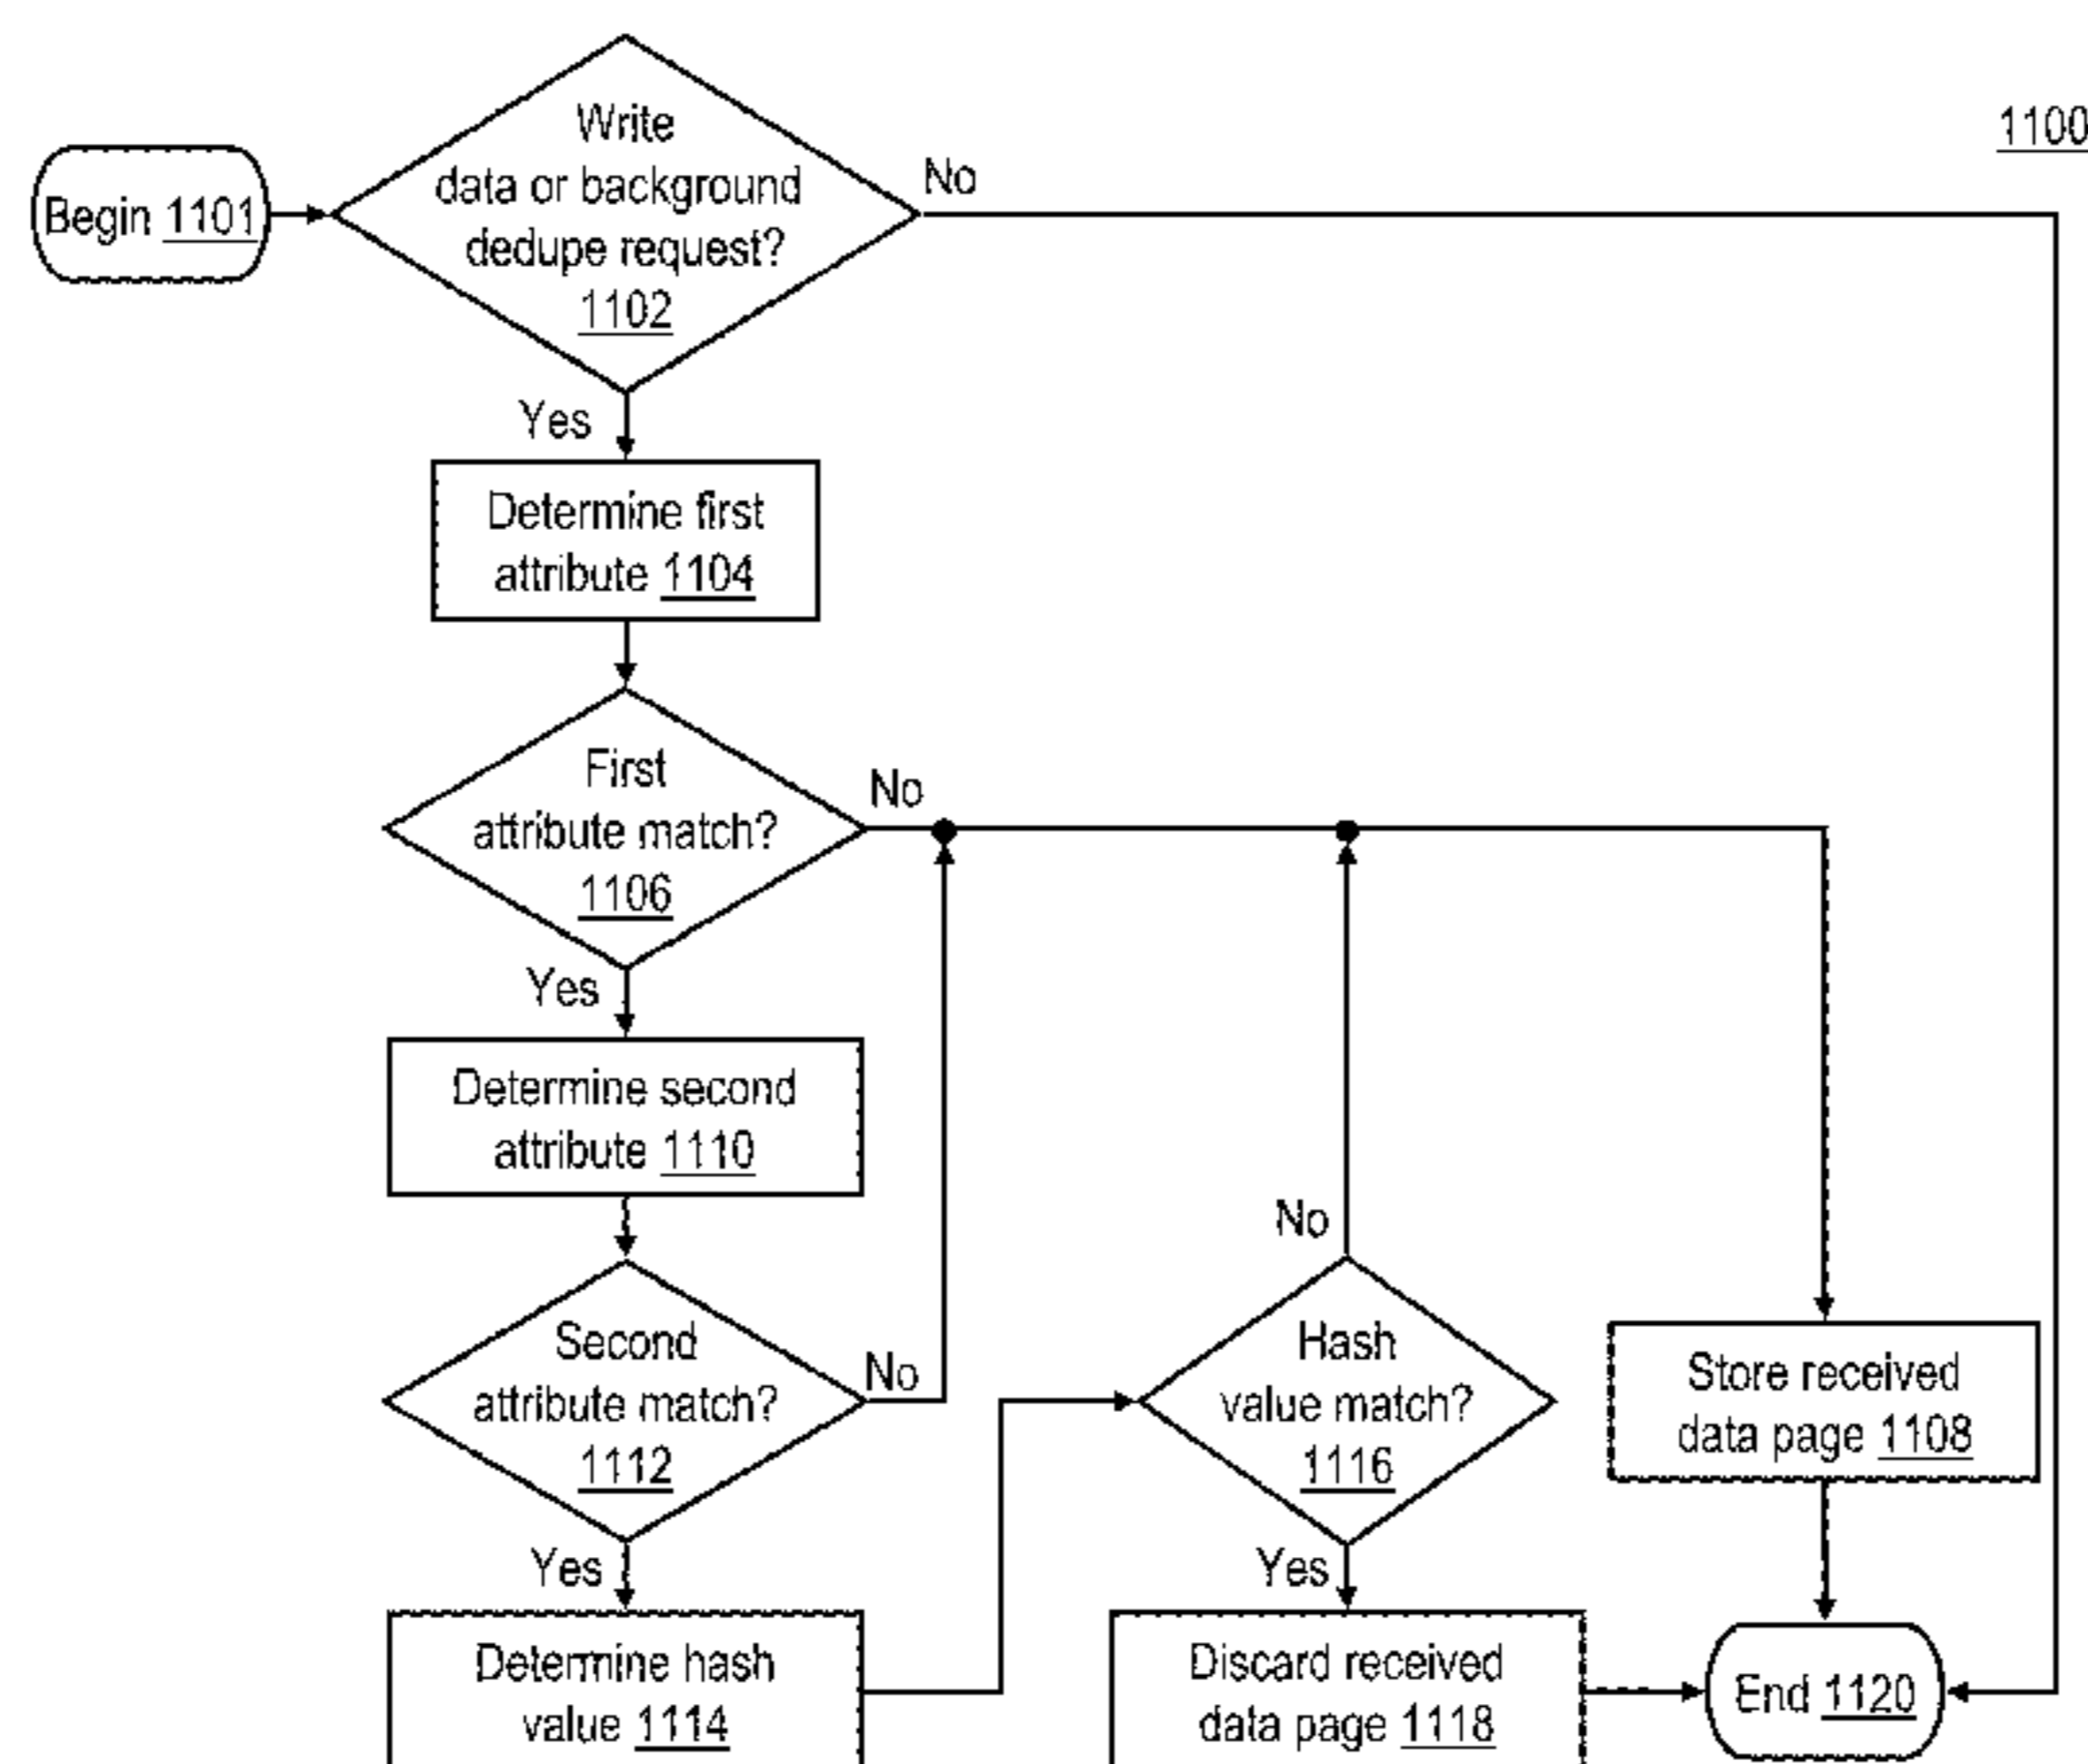 1100
Begin 1101
Write
data or background
dedupe request?
1102
No
Yes
Determine first
attribute 1104
First
attribute match?
1106
No
Yes
Determine second
attribute 1110
Second
attribute match?
1112
No
Yes
Determine hash
value 1114
Hash
value match?
1116
No
Yes
Discard received
data page 1118
Store received
data page 1108
End 1120